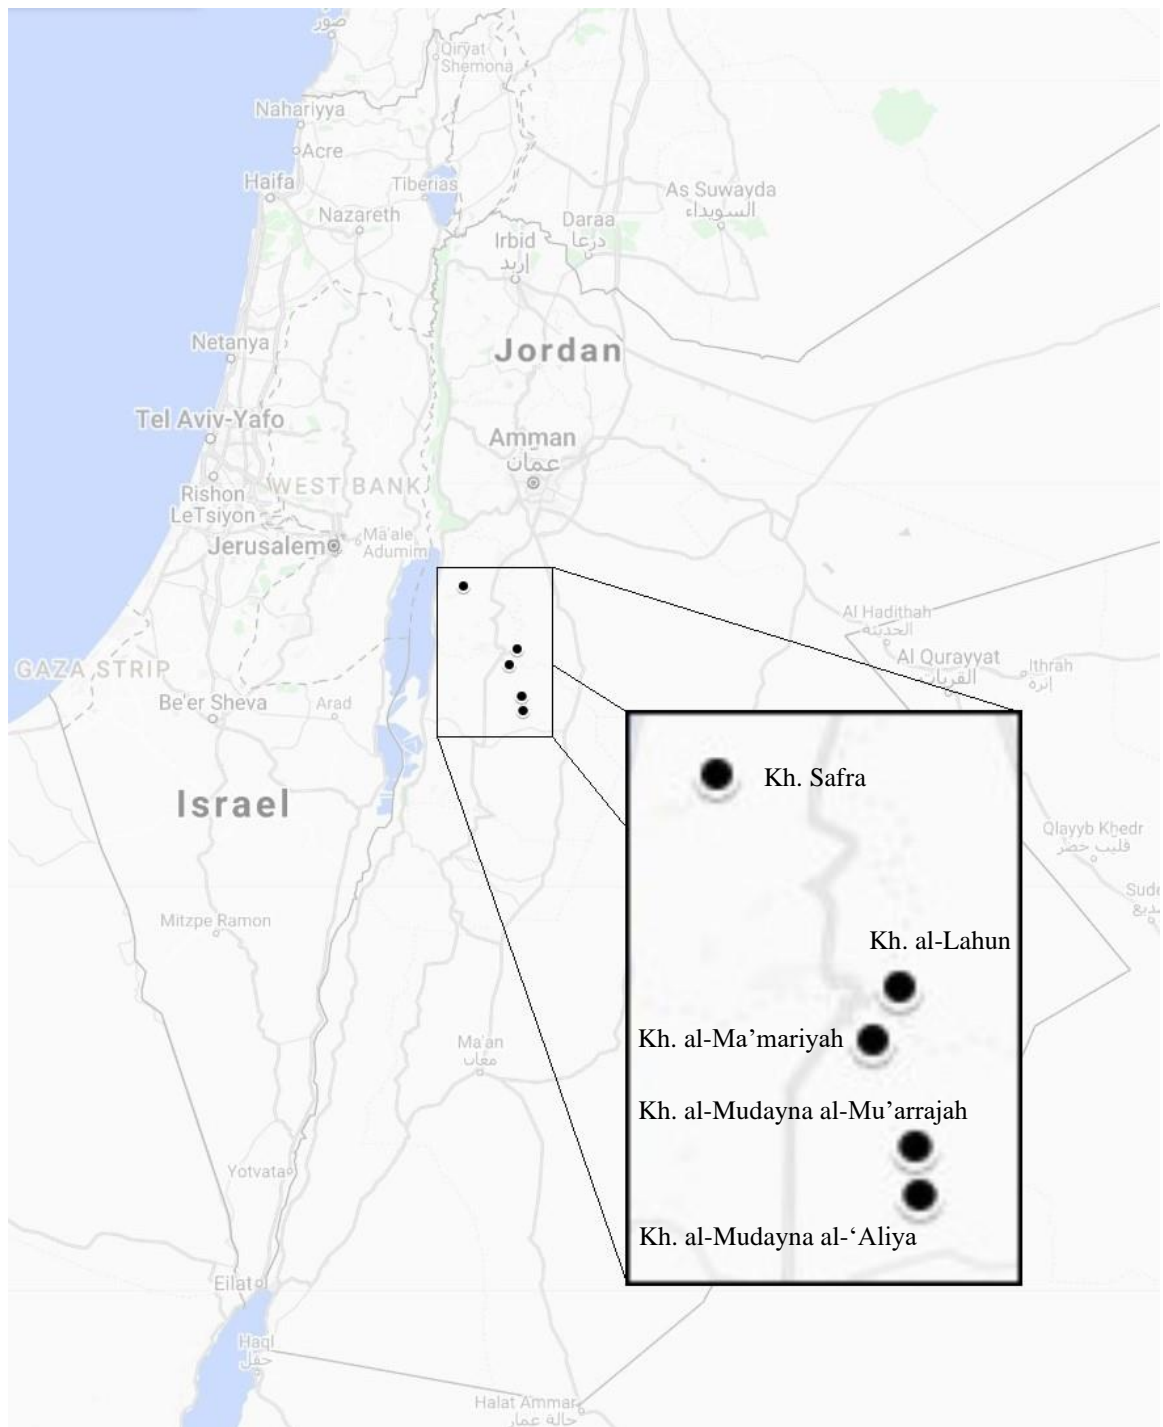 صور
Qiryat
Shemona
Nahariyya
Acre
Haifa
Tiberias
Nazareth
As Suwayda
السويداء
Daraa
درعا
Irbid
إربد
Netanya
Jordan
Tel Aviv-Yafo
Amman
عمان
WEST BANK
Rishon
LeTsiyon
Jerusalem
Ma'ale
Adumim
Al Hadithah
الحديثه
Al Qurayyat
القريات
Ithrah
إثرة
GAZA STRIP
Be'er Sheva
Arad
Kh. Safra
Israel
Qlayyb Khedr
قليب خضر
Kh. al-Lahun
Mitzpe Ramon
Kh. al-Ma’mariyah
Ma'an
معان
Kh. al-Mudayna al-Mu’arrajah
Yotvata
Kh. al-Mudayna al-‘Aliya
Eilat
Haql
حقل
Halat Ammar
حالة عمار